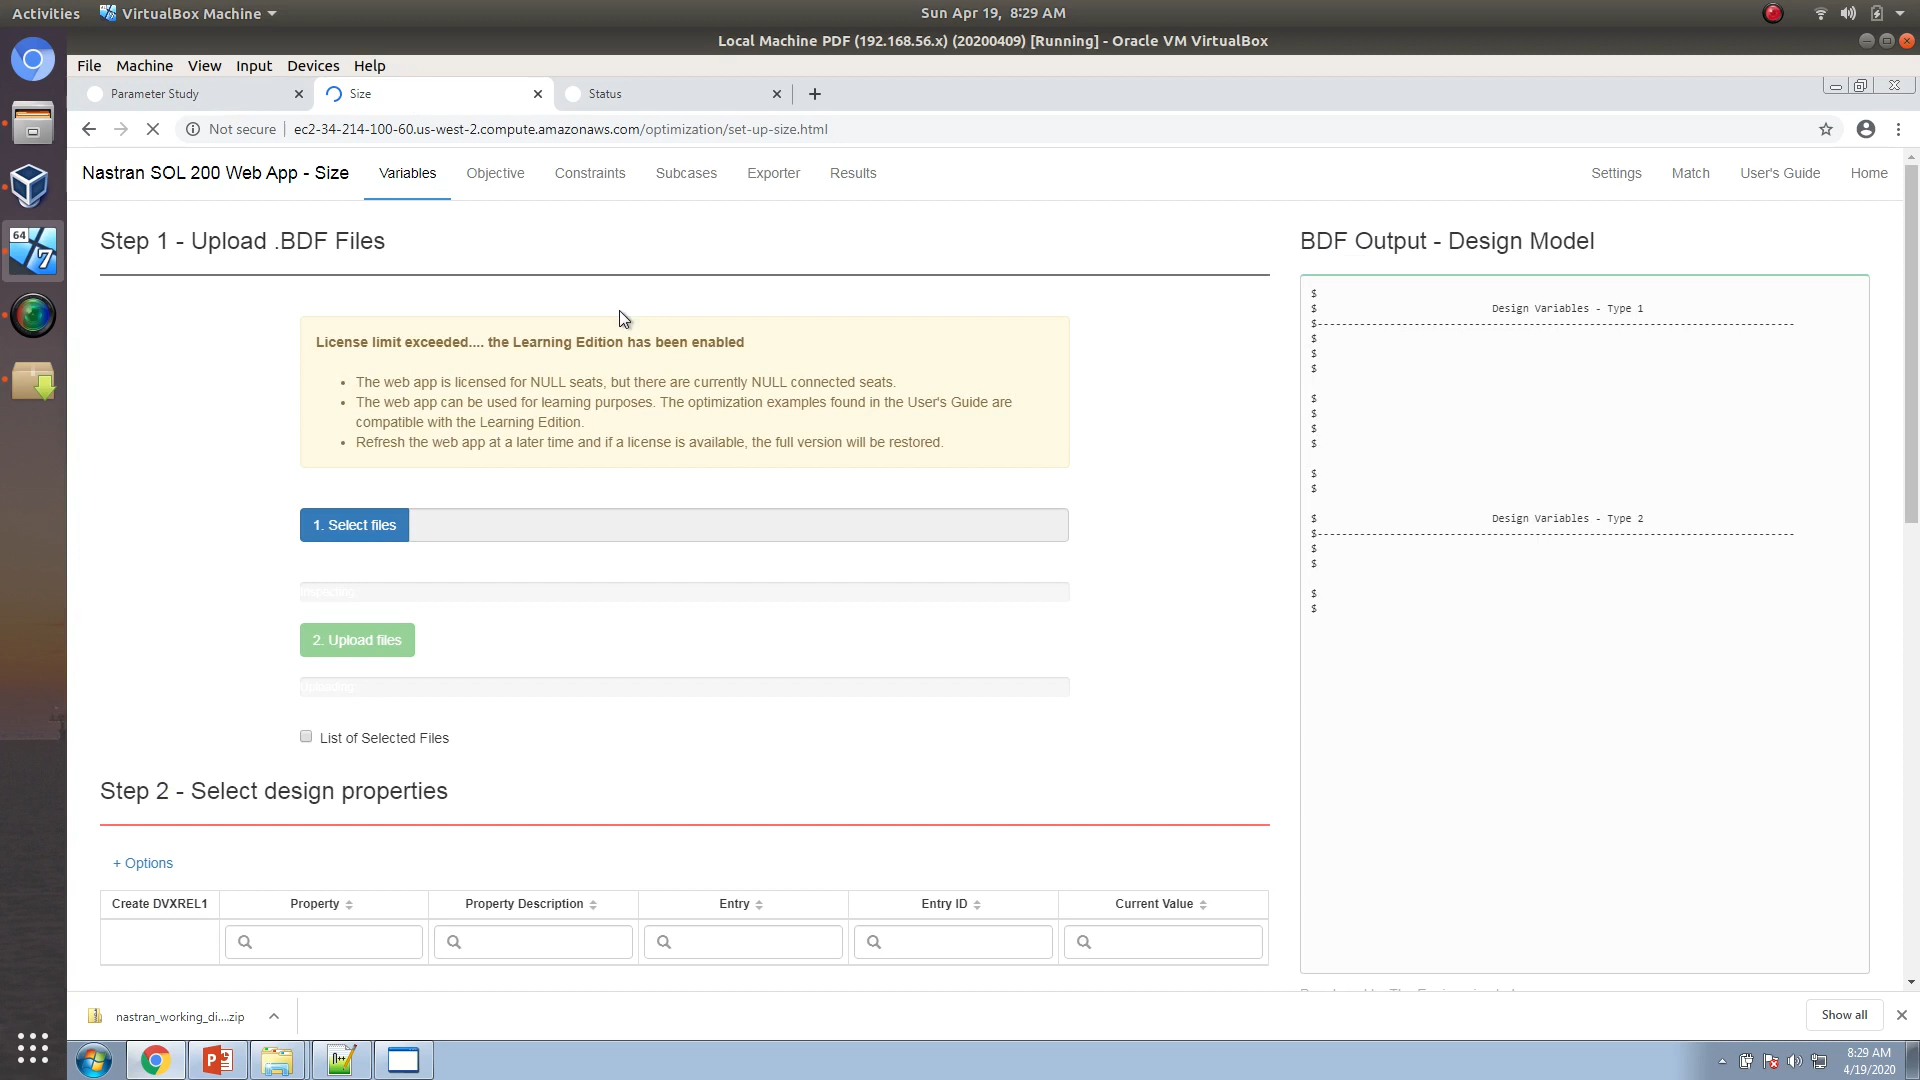 Activities VirtualBox Machine Sun Apr 19, 8:29 AM
Local Machine PDF (192.168.56.x) (20200409) [Running] - Oracle VM VirtualBox
File Machine View Input Devices Help
Parameter Study Size Status
Not secure ec2-34-214-100-60.us-west-2.compute.amazonaws.com/optimization/set-up-size.html
Nastran SOL 200 Web App - Size Variables Objective Constraints Subcases Exporter Results Settings Match User's Guide Home
Step 1 - Upload .BDF Files
License limit exceeded.... the Learning Edition has been enabled
• The web app is licensed for NULL seats, but there are currently NULL connected seats.
• The web app can be used for learning purposes. The optimization examples found in the User's Guide are
compatible with the Learning Edition.
• Refresh the web app at a later time and if a license is available, the full version will be restored.
1. Select files
Inspecting
2. Upload files
Uploading
List of Selected Files
Step 2 - Select design properties
+ Options
Create DVXREL1 Property Property Description Entry Entry ID Current Value
BDF Output - Design Model
$
$ Design Variables - Type 1
$--------------------------------------------------------------------------------
$
$
$
$
$
$
$
$
$
$ Design Variables - Type 2
$--------------------------------------------------------------------------------
$
$
$
$
nastran_working_di....zip Show all
64
7
8:29 AM
4/19/2020